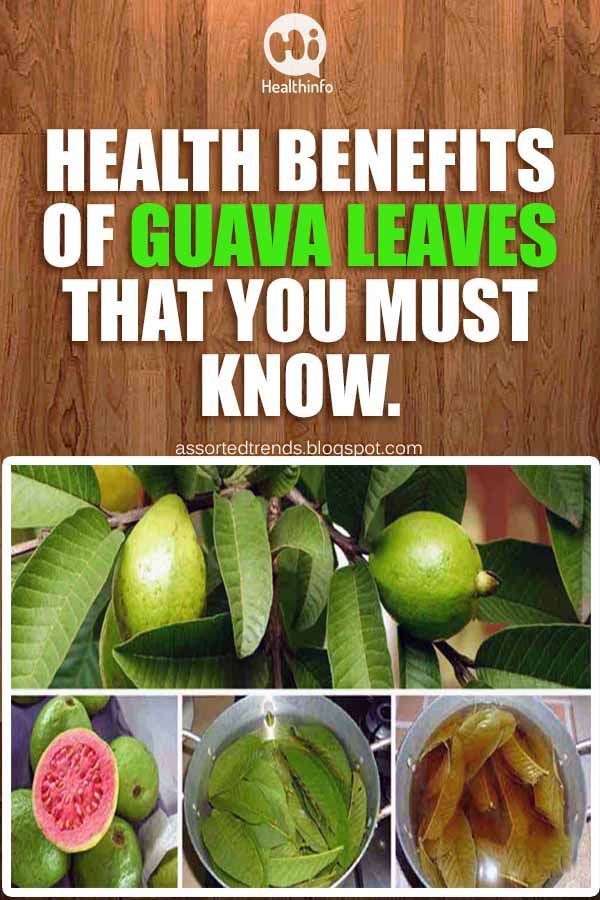 Hi
Healthinfo
HEALTH BENEFITS
OF GUAVA LEAVES
THAT YOU MUST
KNOW.
assortedtrends.blogspot.com